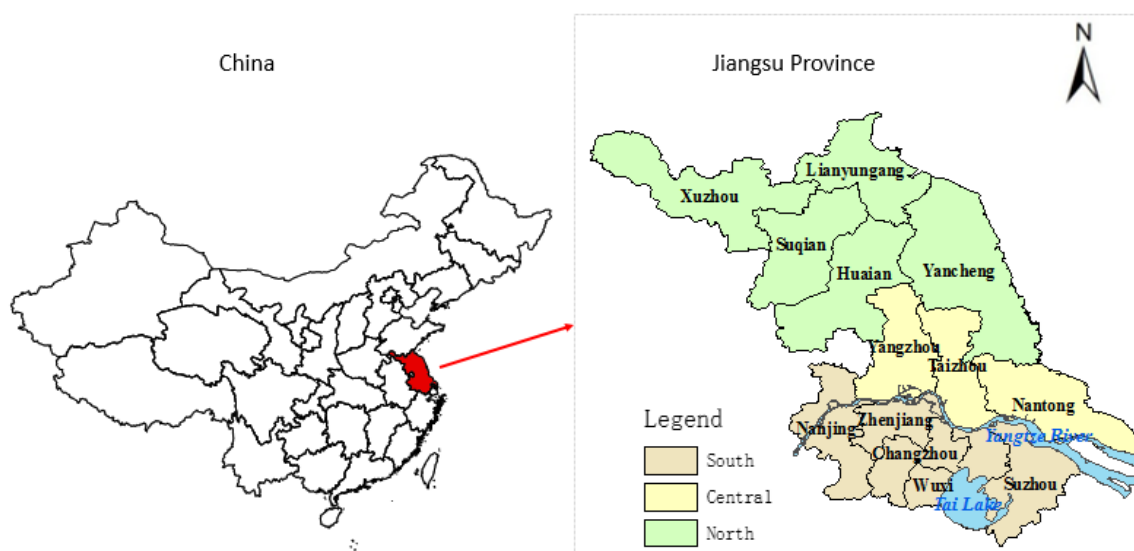 China
Jiangsu Province
N
Lianyungang
Xuzhou
Suqian
Huaian
Yancheng
Yangzhou
Taizhou
Nantong
Zhenjiang
Nanjing
Yangtze River
Changzhou
Wuxi
Suzhou
Tai Lake
Legend
South
Central
North